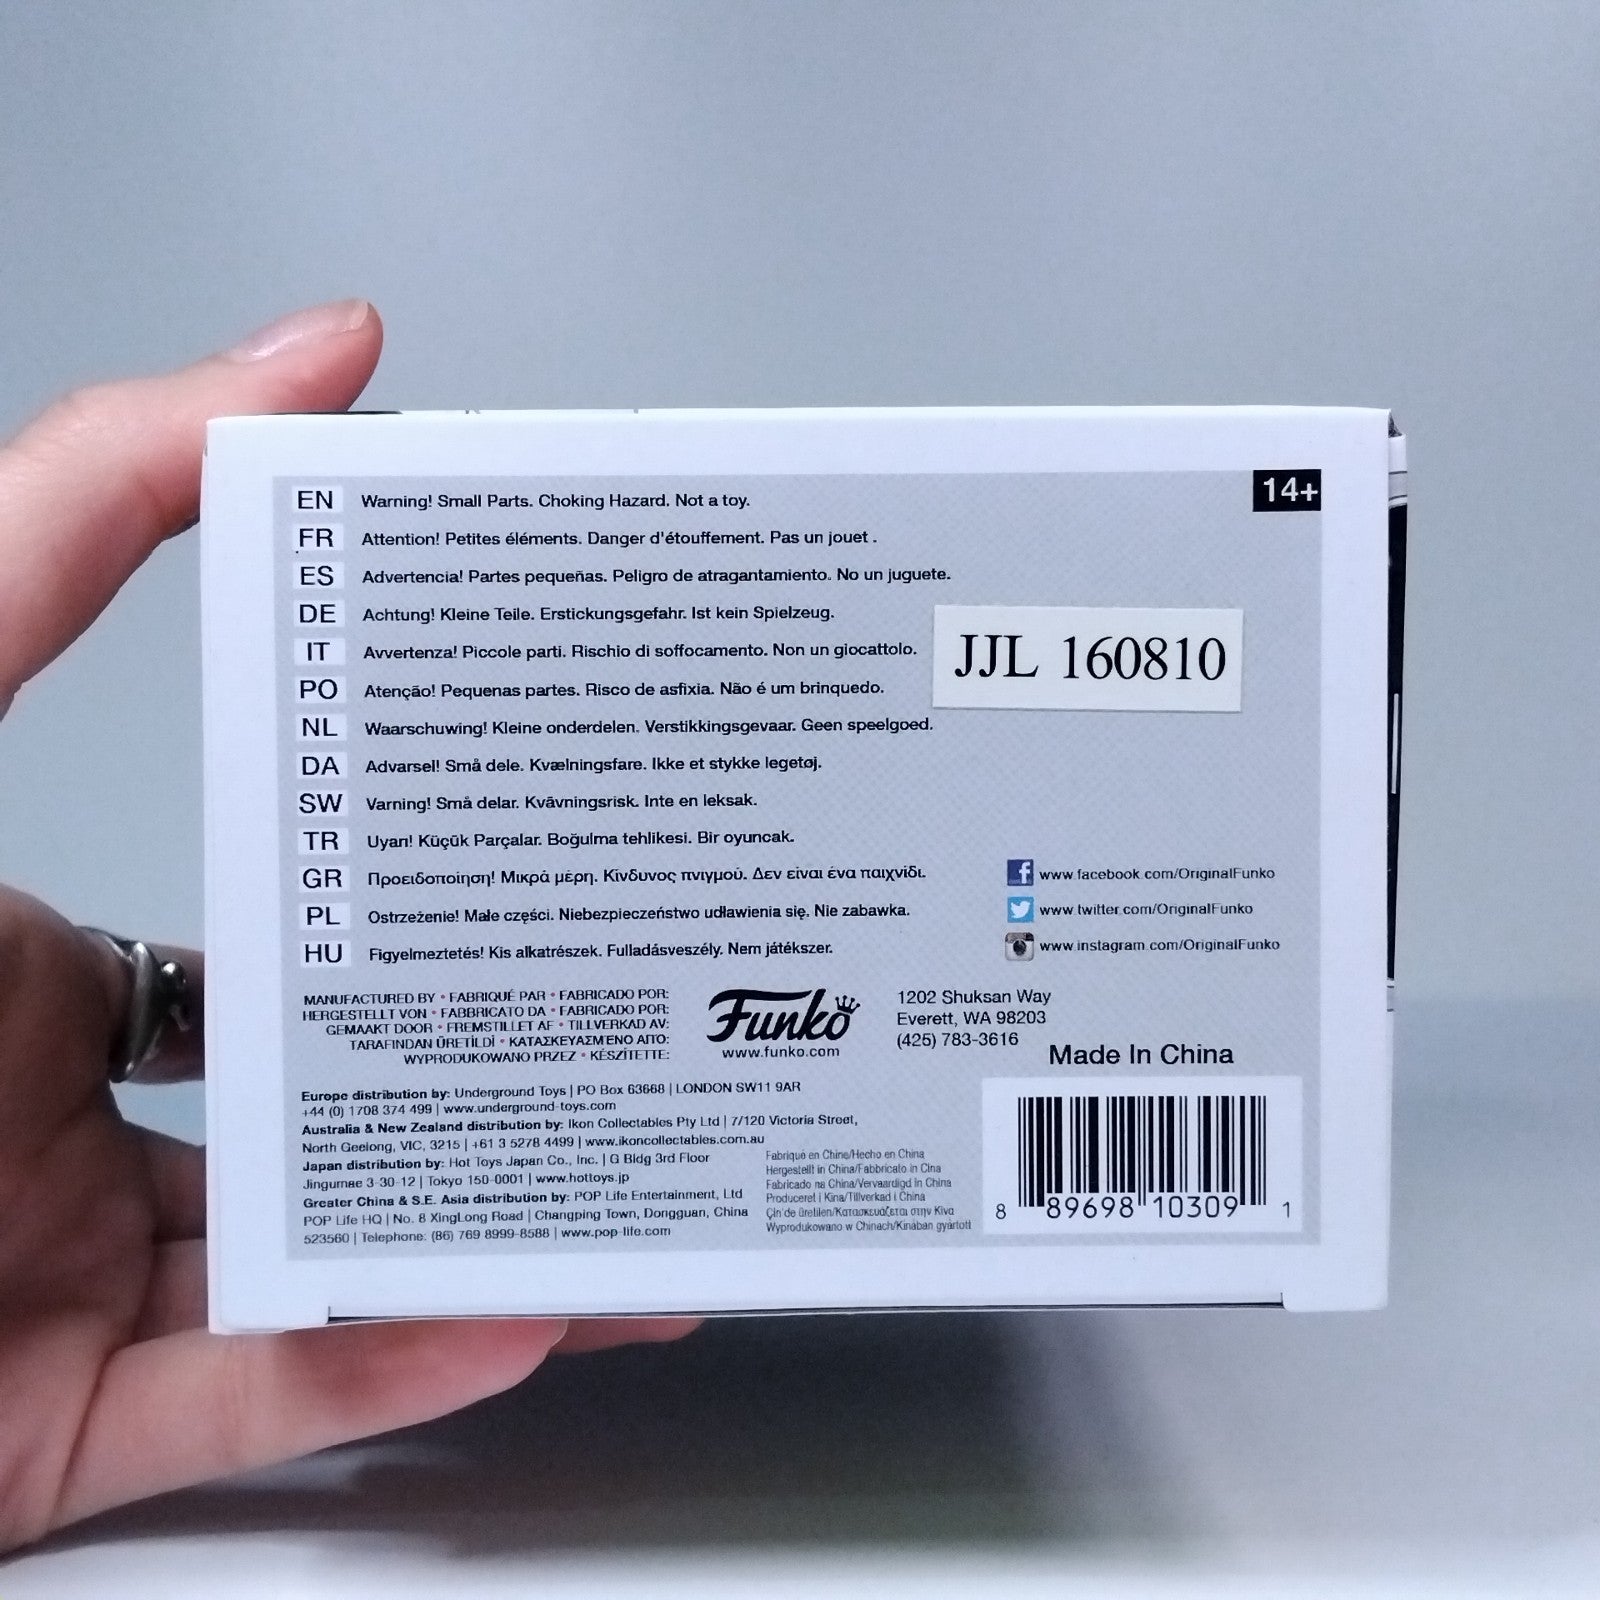 14+
EN Warning! Small Parts. Choking Hazard. Not a toy.
FR Attention! Petites éléments. Danger d'étouffement. Pas un jouet .
ES Advertencia! Partes pequeñas. Peligro de atragantamiento. No un juguete.
DE Achtung! Kleine Teile. Erstickungsgefahr. Ist kein Spielzeug.
IT Avvertenza! Piccole parti. Rischio di soffocamento. Non un giocattolo.
PO Atenção! Pequenas partes. Risco de asfixia. Não é um brinquedo.
JJL 160810
NL Waarschuwing! Kleine onderdelen. Verstikkingsgevaar. Geen speelgoed.
DA Advarsel! Små dele. Kvælningsfare. Ikke et stykke legetøj.
SW Varning! Små delar. Kvävningsrisk. Inte en leksak.
TR Uyarı! Küçük Parçalar. Boğulma tehlikesi. Bir oyuncak.
GR Προειδοποίηση! Μικρά μέρη. Κίνδυνος πνιγμού. Δεν είναι ένα παιχνίδι.
PL Ostrzeżenie! Małe części. Niebezpieczeństwo udławienia się. Nie zabawka.
HU Figyelmeztetés! Kis alkatrészek. Fulladásveszély. Nem játékszer.
www.facebook.com/OriginalFunko
www.twitter.com/OriginalFunko
www.instagram.com/OriginalFunko
MANUFACTURED BY • FABRIQUÉ PAR • FABRICADO POR:
HERGESTELLT VON • FABBRICATO DA • FABRICADO POR:
GEMAAKT DOOR • FREMSTILLET AF • TILLVERKAD AV:
TARAFINDAN ÜRETİLDİ • ΚΑΤΑΣΚΕΥΑΣΜΈΝΟ ΑΠΌ:
WYPRODUKOWANO PRZEZ • KÉSZÍTETTE:
Funko
www.funko.com
1202 Shuksan Way
Everett, WA 98203
(425) 783-3616
Made In China
Europe distribution by: Underground Toys | PO Box 63668 | LONDON SW11 9AR
+44 (0) 1708 374 499 | www.underground-toys.com
Australia & New Zealand distribution by: Ikon Collectables Pty Ltd | 7/120 Victoria Street,
North Geelong, VIC, 3215 | +61 3 5278 4499 | www.ikoncollectables.com.au
Japan distribution by: Hot Toys Japan Co., Inc. | G Bldg 3rd Floor
Jingumae 3-30-12 | Tokyo 150-0001 | www.hottoys.jp
Greater China & S.E. Asia distribution by: POP Life Entertainment, Ltd
POP Life HQ | No. 8 XingLong Road | Changping Town, Dongguan, China
523560 | Telephone: (86) 769 8999-8588 | www.pop-life.com
Fabriqué en Chine/Hecho en China
Hergestellt in China/Fabbricato in Cina
Fabricado na China/Vervaardigd in China
Produceret i Kina/Tillverkad i China
Çin'de üretilen/Κατασκευάζεται στην Κίνα
Wyprodukowano w Chinach/Kínában gyártott
8 89698 10309 1